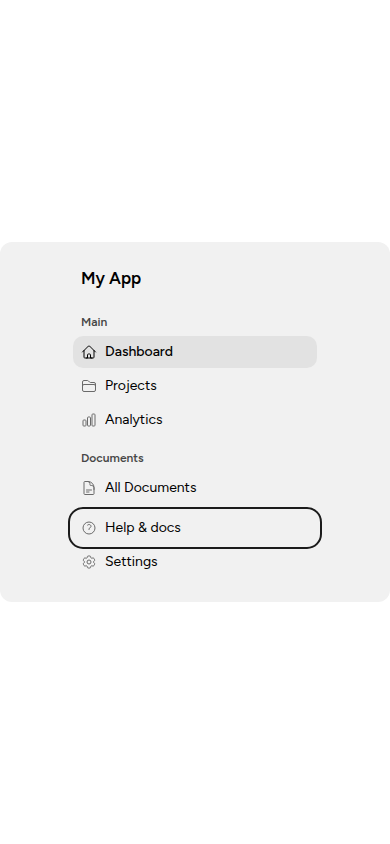 My App
Main
Dashboard
Projects
Analytics
Documents
All Documents
Help & docs
Settings